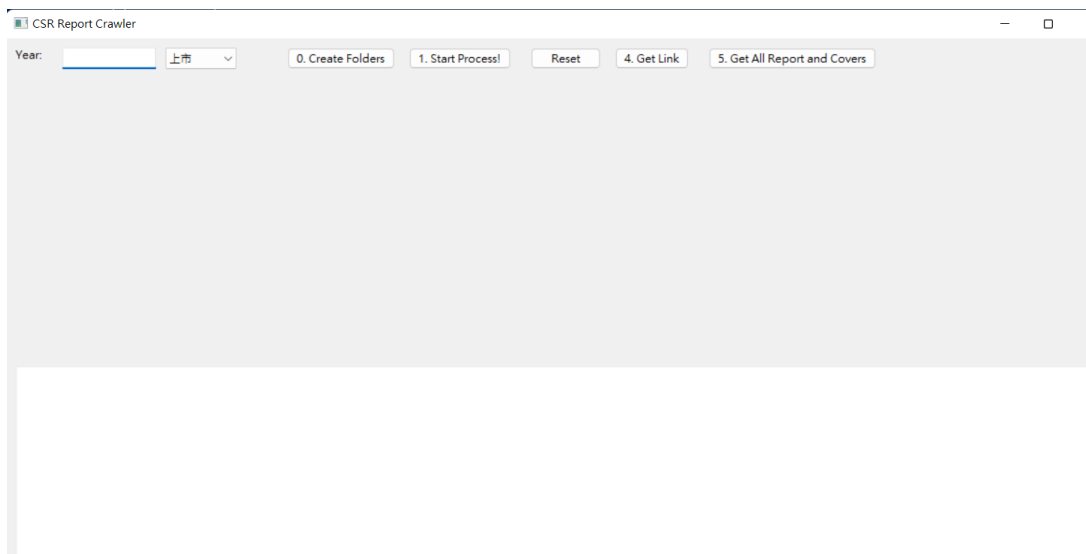 CSR Report Crawler
Year: 上市 0. Create Folders 1. Start Process! Reset 4. Get Link 5. Get All Report and Covers